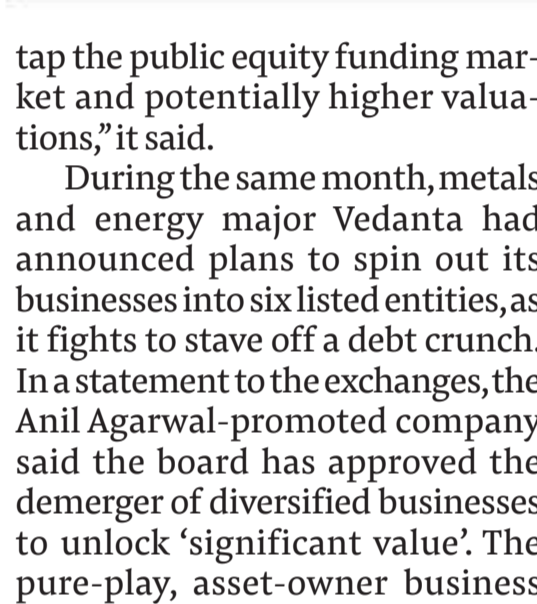 tap the public equity funding mar-
ket and potentially higher valua-
tions,” it said.
During the same month, metals
and energy major Vedanta had
announced plans to spin out its
businesses into six listed entities, as
it fights to stave off a debt crunch.
In a statement to the exchanges, the
Anil Agarwal-promoted company
said the board has approved the
demerger of diversified businesses
to unlock ‘significant value’. The
pure-play, asset-owner business